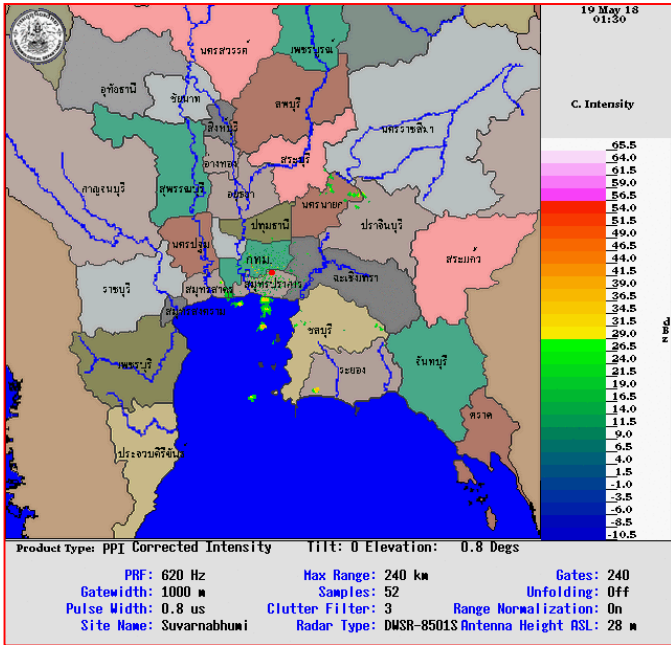 19 May 18
01:30
C. Intensity
นครสวรรค์
เพชรบูรณ์
อุทัยธานี
ชัยนาท
ลพบุรี
สิงห์บุรี
นครราชสีมา
อ่างทอง
สระบุรี
กาญจนบุรี
สุพรรณบุรี
อยุธยา
นครนายก
ปทุมธานี
ปราจีนบุรี
นครปฐม
กทม.
สระแก้ว
ราชบุรี
สมุทรสาคร
สมุทรปราการ
ฉะเชิงเทรา
สมุทรสงคราม
ชลบุรี
เพชรบุรี
ระยอง
จันทบุรี
ตราด
ประจวบคีรีขันธ์
65.5
64.0
61.5
59.0
56.5
54.0
51.5
49.0
46.5
44.0
41.5
39.0
36.5
34.0
31.5
29.0
26.5
24.0
21.5
19.0
16.5
14.0
11.5
9.0
6.5
4.0
1.5
-1.0
-3.5
-6.0
-8.5
-10.5
Product Type: PPI Corrected Intensity Tilt: 0 Elevation: 0.8 Degs
PRF: 620 Hz Max Range: 240 km Gates: 240
Gatewidth: 1000 m Samples: 52 Unfolding: Off
Pulse Width: 0.8 us Clutter Filter: 3 Range Normalization: On
Site Name: Suvarnabhumi Radar Type: DWSR-8501S Antenna Height ASL: 28 m